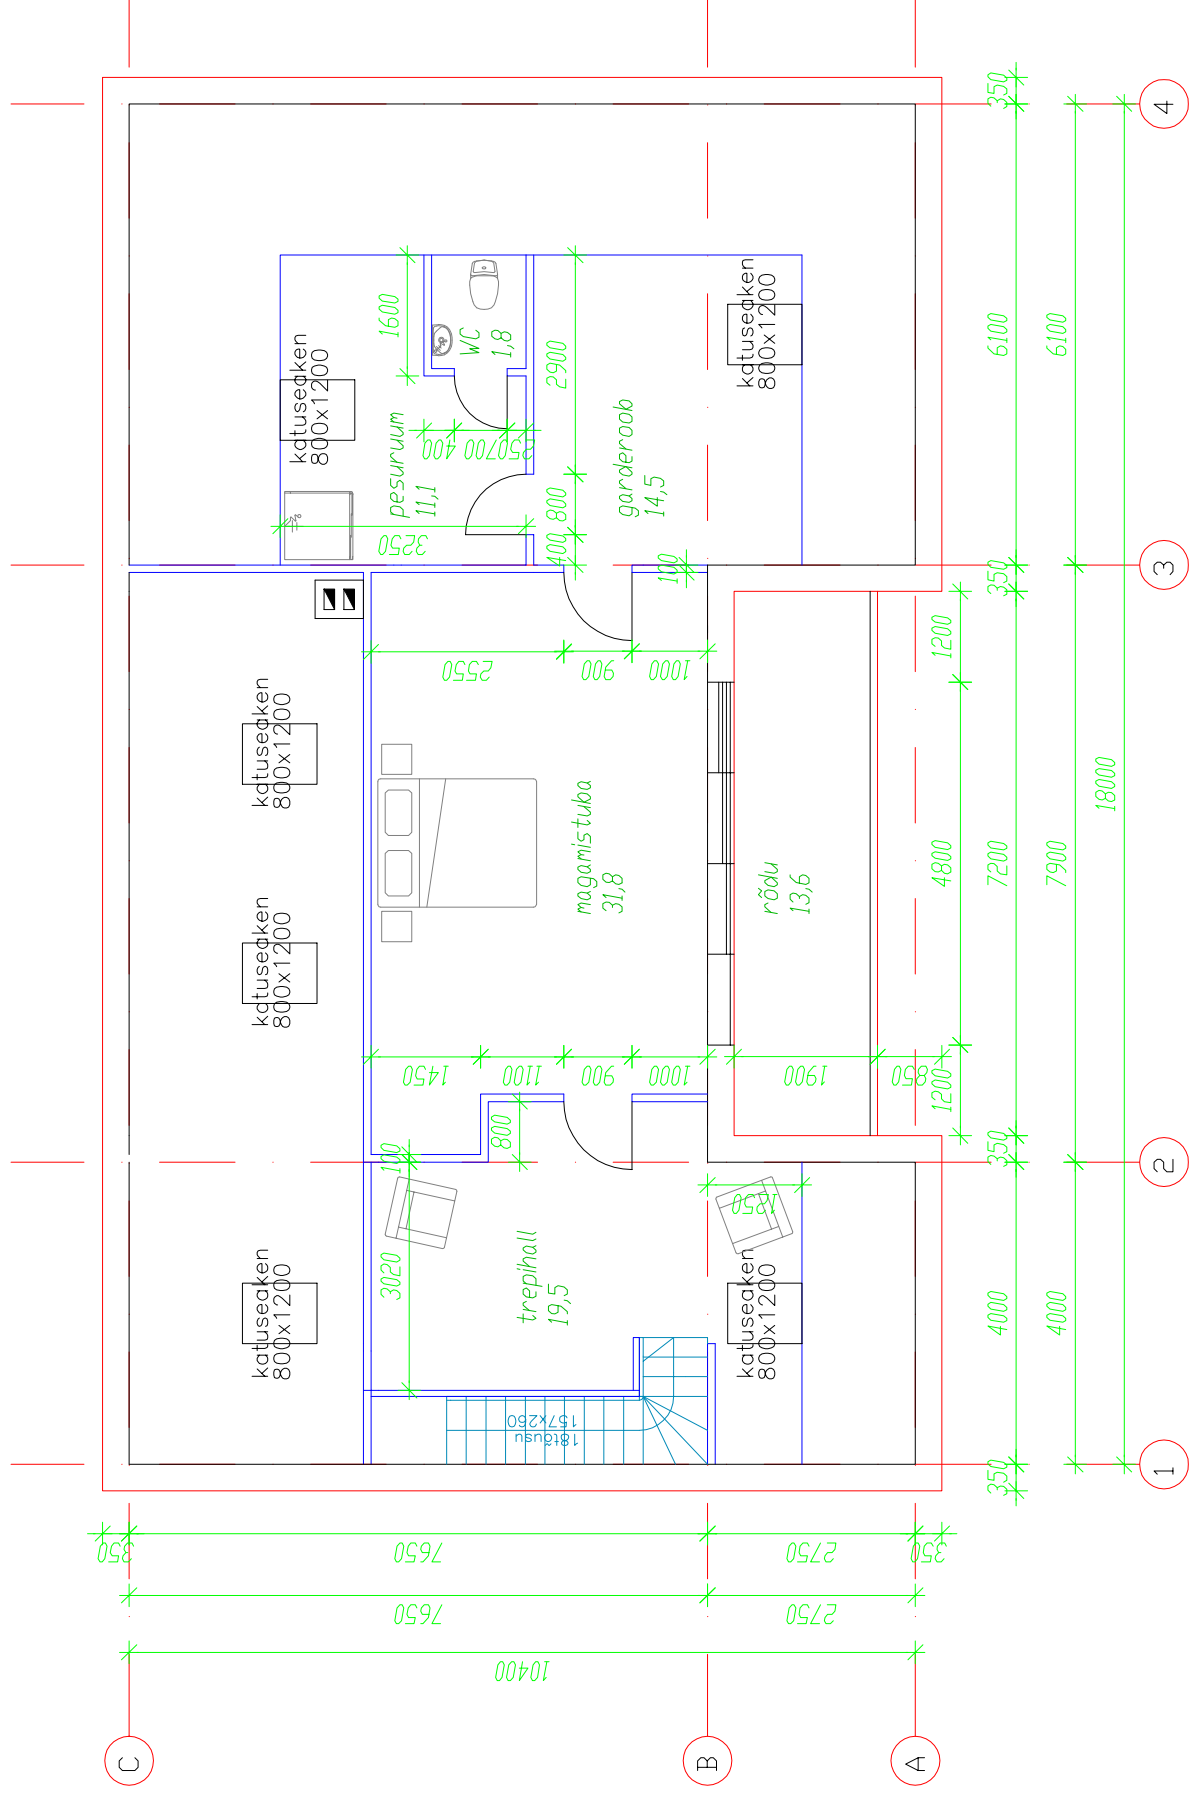 katuseaken
800x1200
katuseaken
800x1200
katuseaken
800x1200
katuseaken
800x1200
katuseaken
800x1200
katuseaken
800x1200
pesuruum
11,1
WC
1,8
garderoob
14,5
magamistuba
31,8
rõdu
13,6
trepihall
19,5
18tõusu
157x260
1600
2900
400
700
250
3250
400
800
100
2550
900
1000
1450
1100
900
1000
1900
850
800
100
3020
1250
1200
4800
1200
350
6100
350
7200
350
4000
350
6100
7900
4000
18000
350
7650
2750
350
7650
2750
10400
1
2
3
4
A
B
C